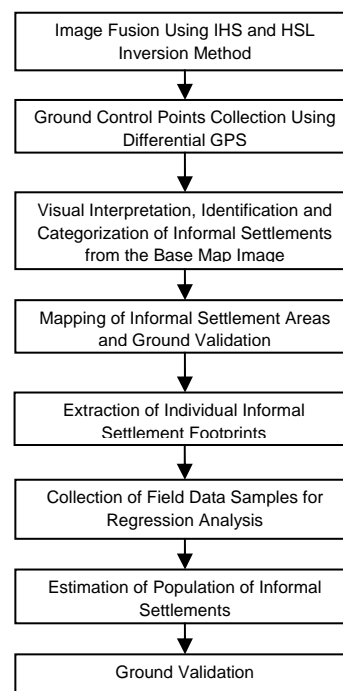 Image Fusion Using IHS and HSL
Inversion Method
Ground Control Points Collection Using
Differential GPS
Visual Interpretation, Identification and
Categorization of Informal Settlements
from the Base Map Image
Mapping of Informal Settlement Areas
and Ground Validation
Extraction of Individual Informal
Settlement Footprints
Collection of Field Data Samples for
Regression Analysis
Estimation of Population of Informal
Settlements
Ground Validation